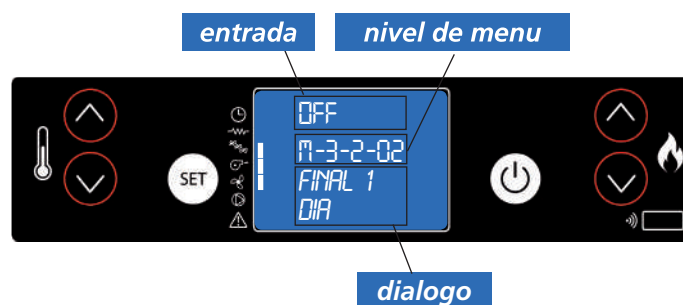 entrada
nivel de menu
OFF
M-3-2-02
SET
FINAL 1
DIA
dialogo